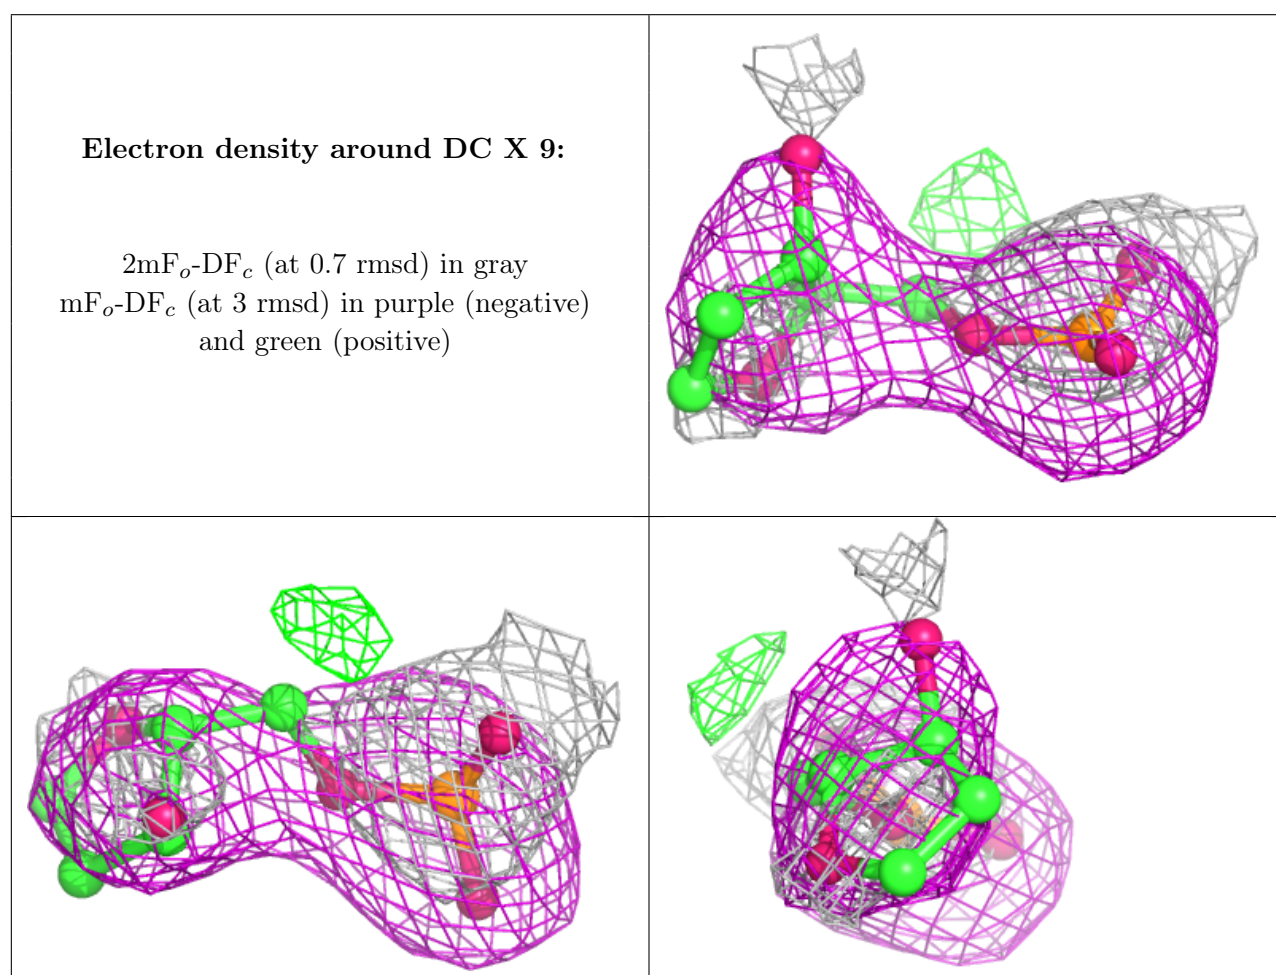 Electron density around DC X 9:
2mFo-DFc (at 0.7 rmsd) in gray
mFo-DFc (at 3 rmsd) in purple (negative)
and green (positive)